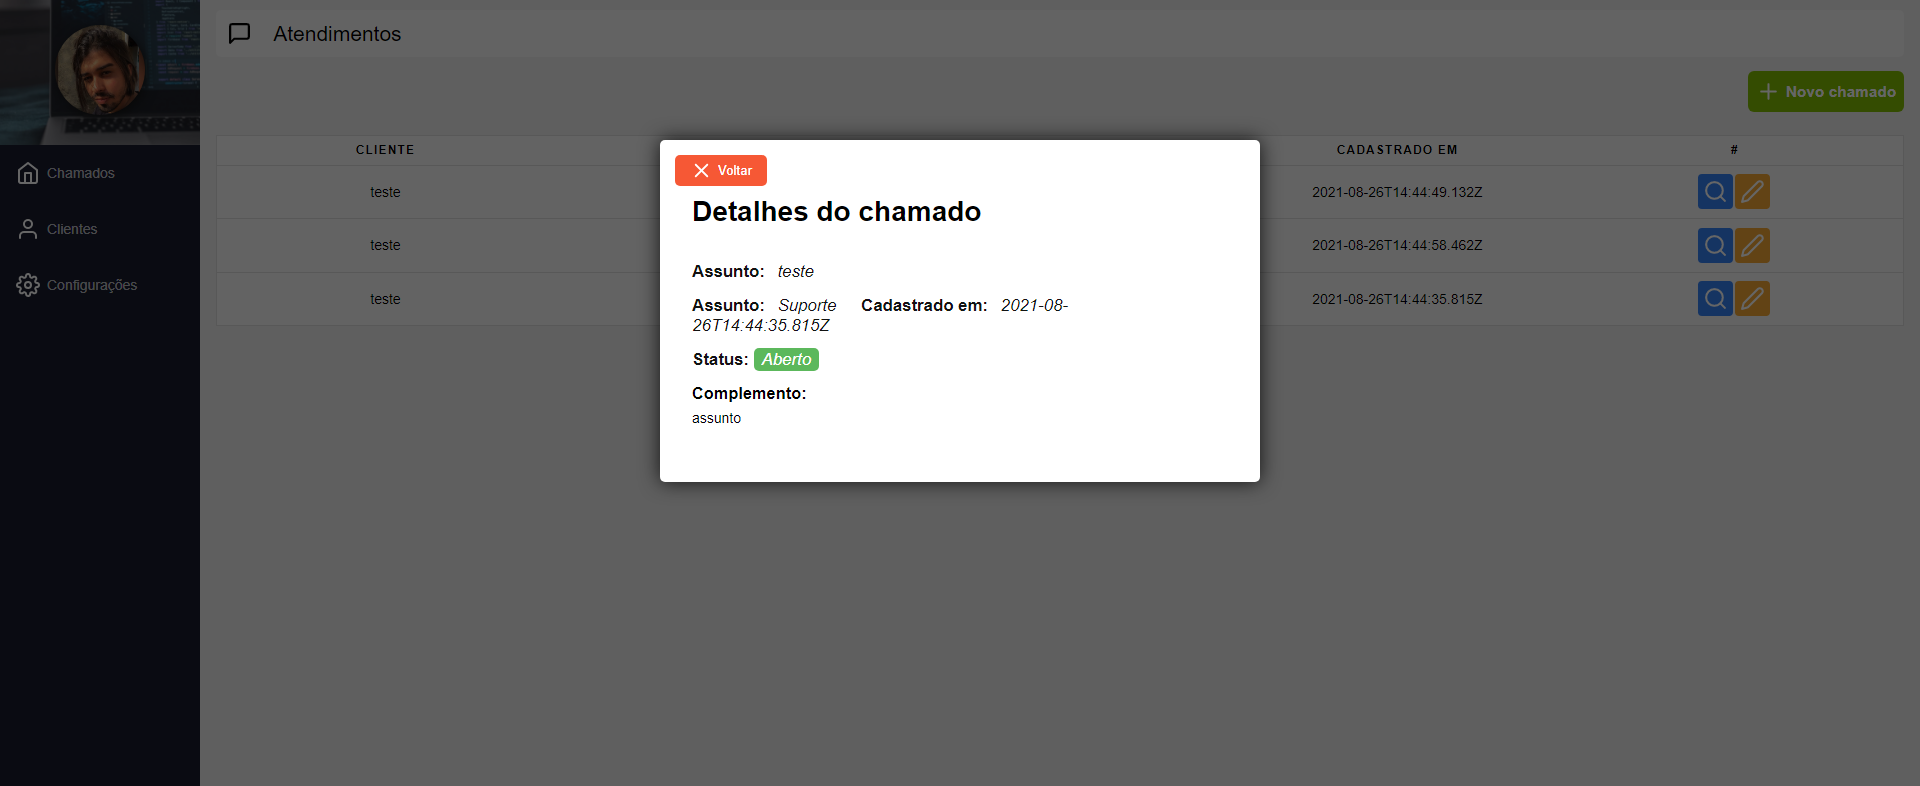 Atendimentos
Novo chamado
Chamados
Clientes
Configurações
CLIENTE CADASTRADO EM #
teste 2021-08-26T14:44:49.132Z
teste 2021-08-26T14:44:58.462Z
teste 2021-08-26T14:44:35.815Z
Voltar
Detalhes do chamado
Assunto: teste
Assunto: Suporte Cadastrado em: 2021-08-
26T14:44:35.815Z
Status: Aberto
Complemento:
assunto